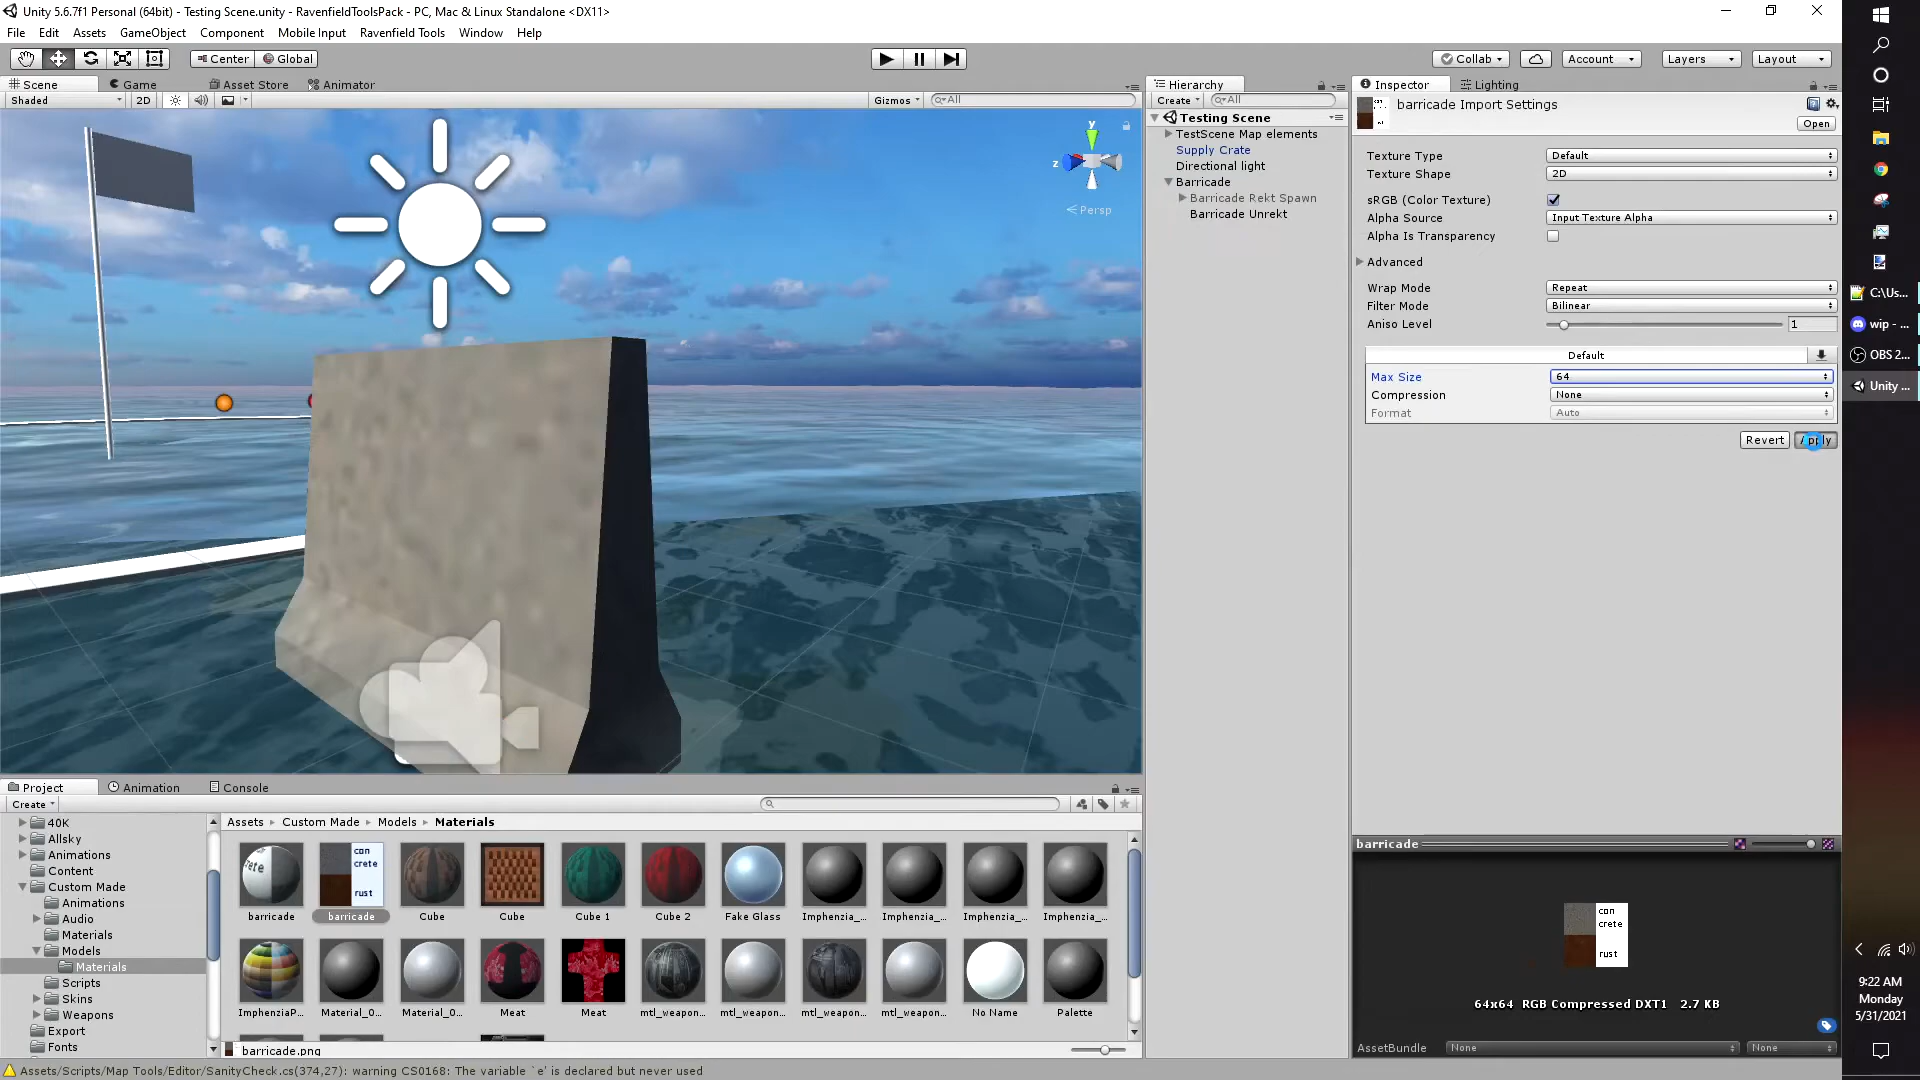 Unity 5.6.7f1 Personal (64bit) - Testing Scene.unity - RavenfieldToolsPack - PC, Mac & Linux Standalone <DX11>
File Edit Assets GameObject Component Mobile Input Ravenfield Tools Window Help
Center Global Collab Account Layers Layout
Scene Game Asset Store Animator
Shaded 2D Gizmos All
y
z
Persp
Hierarchy
Create All
Testing Scene
TestScene Map elements
Supply Crate
Directional light
Barricade
Barricade Rekt Spawn
Barricade Unrekt
Inspector Lighting
barricade Import Settings
Open
Texture Type Default
Texture Shape 2D
sRGB (Color Texture)
Alpha Source Input Texture Alpha
Alpha Is Transparency
Advanced
Wrap Mode Repeat
Filter Mode Bilinear
Aniso Level 1
Default
Max Size 64
Compression None
Format Auto
Revert Apply
Project Animation Console
Create
40K
Allsky
Animations
Content
Custom Made
Animations
Audio
Materials
Models
Materials
Scripts
Skins
Weapons
Export
Fonts
Assets Custom Made Models Materials
con
crete
rust
barricade barricade Cube Cube Cube 1 Cube 2 Fake Glass Imphenzia_... Imphenzia_... Imphenzia_... Imphenzia_...
ImphenziaP... Material_0... Material_0... Meat Meat mtl_weapon... mtl_weapon... mtl_weapon... mtl_weapon... No Name Palette
barricade.png
barricade
con
crete
rust
64x64 RGB Compressed DXT1 2.7 KB
AssetBundle None None
Assets/Scripts/Map Tools/Editor/SanityCheck.cs(374,27): warning CS0168: The variable `e' is declared but never used
C:\Us...
wip - ...
OBS 2...
Unity ...
9:22 AM
Monday
5/31/2021